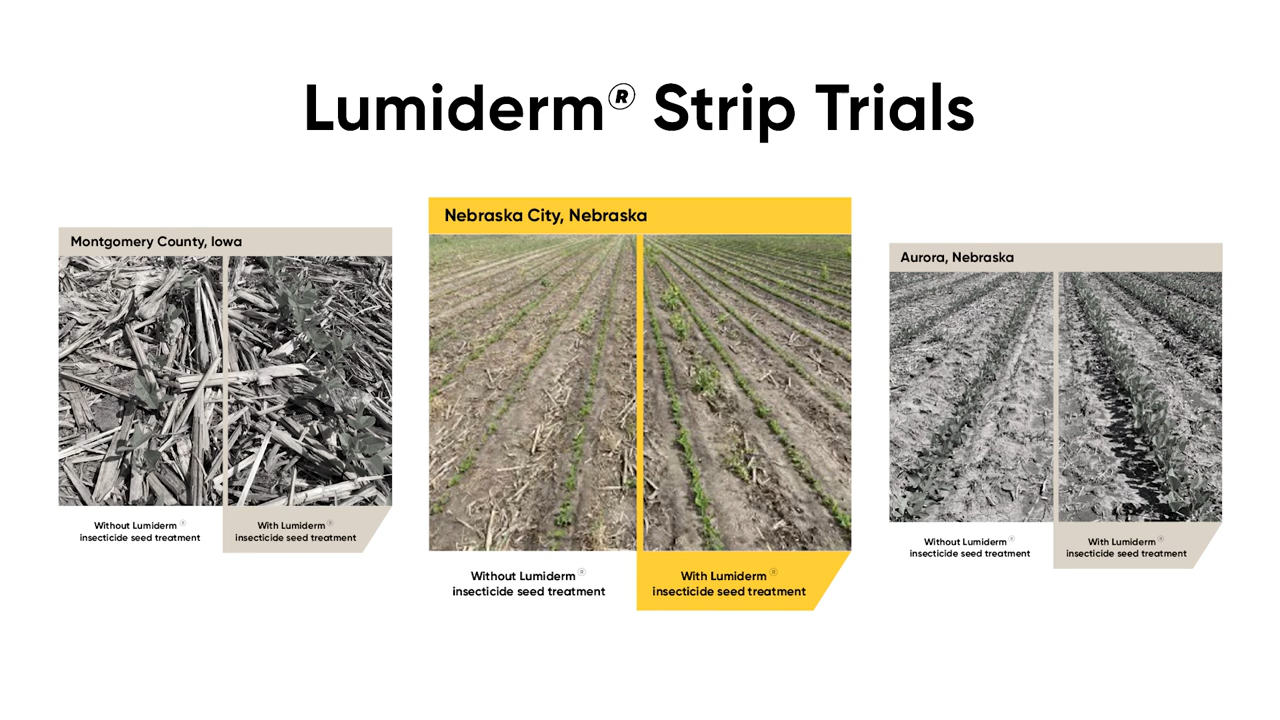 Lumiderm® Strip Trials
Montgomery County, Iowa
Without Lumiderm®
insecticide seed treatment
With Lumiderm®
insecticide seed treatment
Nebraska City, Nebraska
Without Lumiderm®
insecticide seed treatment
With Lumiderm®
insecticide seed treatment
Aurora, Nebraska
Without Lumiderm®
insecticide seed treatment
With Lumiderm®
insecticide seed treatment